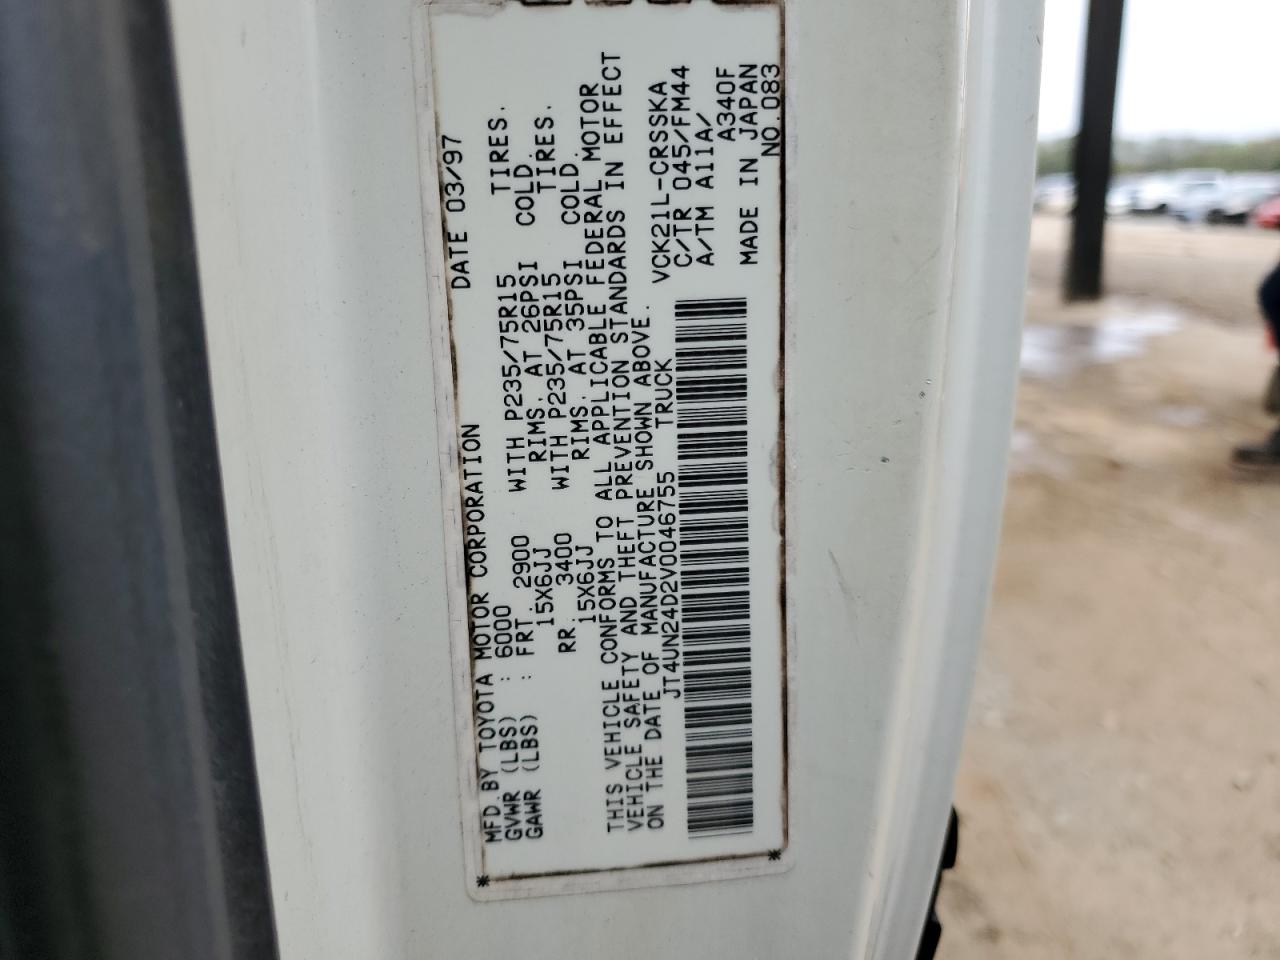 MFD. BY TOYOTA MOTOR CORPORATION DATE 03/97
GVWR (LBS) : 6000
GAWR (LBS) : FRT. 2900 WITH P235/75R15 TIRES.
15X6JJ RIMS. AT 26PSI COLD.
RR. 3400 WITH P235/75R15 TIRES.
15X6JJ RIMS. AT 35PSI COLD.
THIS VEHICLE CONFORMS TO ALL APPLICABLE FEDERAL MOTOR
VEHICLE SAFETY AND THEFT PREVENTION STANDARDS IN EFFECT
ON THE DATE OF MANUFACTURE SHOWN ABOVE.
JT4UN24D2V0046755 TRUCK
VCK21L-CRSSKA
C/TR 045/FM44
A/TM A11A/
A340F
MADE IN JAPAN
NO.083